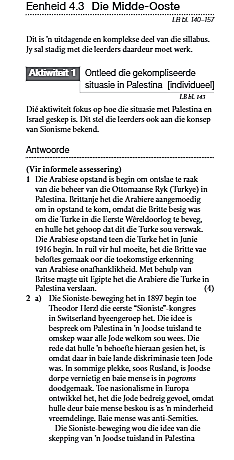 Eenheid 4.3 Die Midde-Ooste
LB bl. 140–157
Dit is 'n uitdagende en komplekse deel van die sillabus.
Jy sal stadig met die leerders daardeur moet werk.
Aktiwiteit 1 Ontleed die gekompliseerde
situasie in Palestina [individueel]
LB bl. 143
Dié aktiwiteit fokus op hoe die situasie met Palestina en
Israel geskep is. Dit stel die leerders ook aan die konsep
van Sionisme bekend.
Antwoorde
(Vir informele assessering)
1 Die Arabiese opstand is begin om ontslae te raak
van die beheer van die Ottomaanse Ryk (Turkye) in
Palestina. Brittanje het die Arabiere aangemoedig
om in opstand te kom, omdat die Britte besig was
om die Turke in die Eerste Wêreldoorlog te beveg,
en hulle het gehoop dat dit die Turke sou verswak.
Die Arabiese opstand teen die Turke het in Junie
1916 begin. In ruil vir hul moeite, het die Britte vae
beloftes gemaak oor die toekomstige erkenning
van Arabiese onafhanklikheid. Met behulp van
Britse magte uit Egipte het die Arabiere die Turke in
Palestina verslaan. (4)
2 a) Die Sioniste-beweging het in 1897 begin toe
Theodor Herzl die eerste "Sioniste"-kongres
in Switserland byeengeroep het. Die idee is
bespreek om Palestina in 'n Joodse tuisland te
omskep waar alle Jode welkom sou wees. Die
rede dat hulle 'n behoefte hieraan gesien het, is
omdat daar in baie lande diskriminasie teen Jode
was. In sommige plekke, soos Rusland, is Joodse
dorpe vernietig en baie mense is in pogroms
doodgemaak. Toe nasionalisme in Europa
ontwikkel het, het die Jode bedreig gevoel, omdat
hulle deur baie mense beskou is as 'n minderheid
vreemdelinge. Baie mense was anti-Semities.
Die Sioniste-beweging wou die idee van die
skepping van 'n Joodse tuisland in Palestina